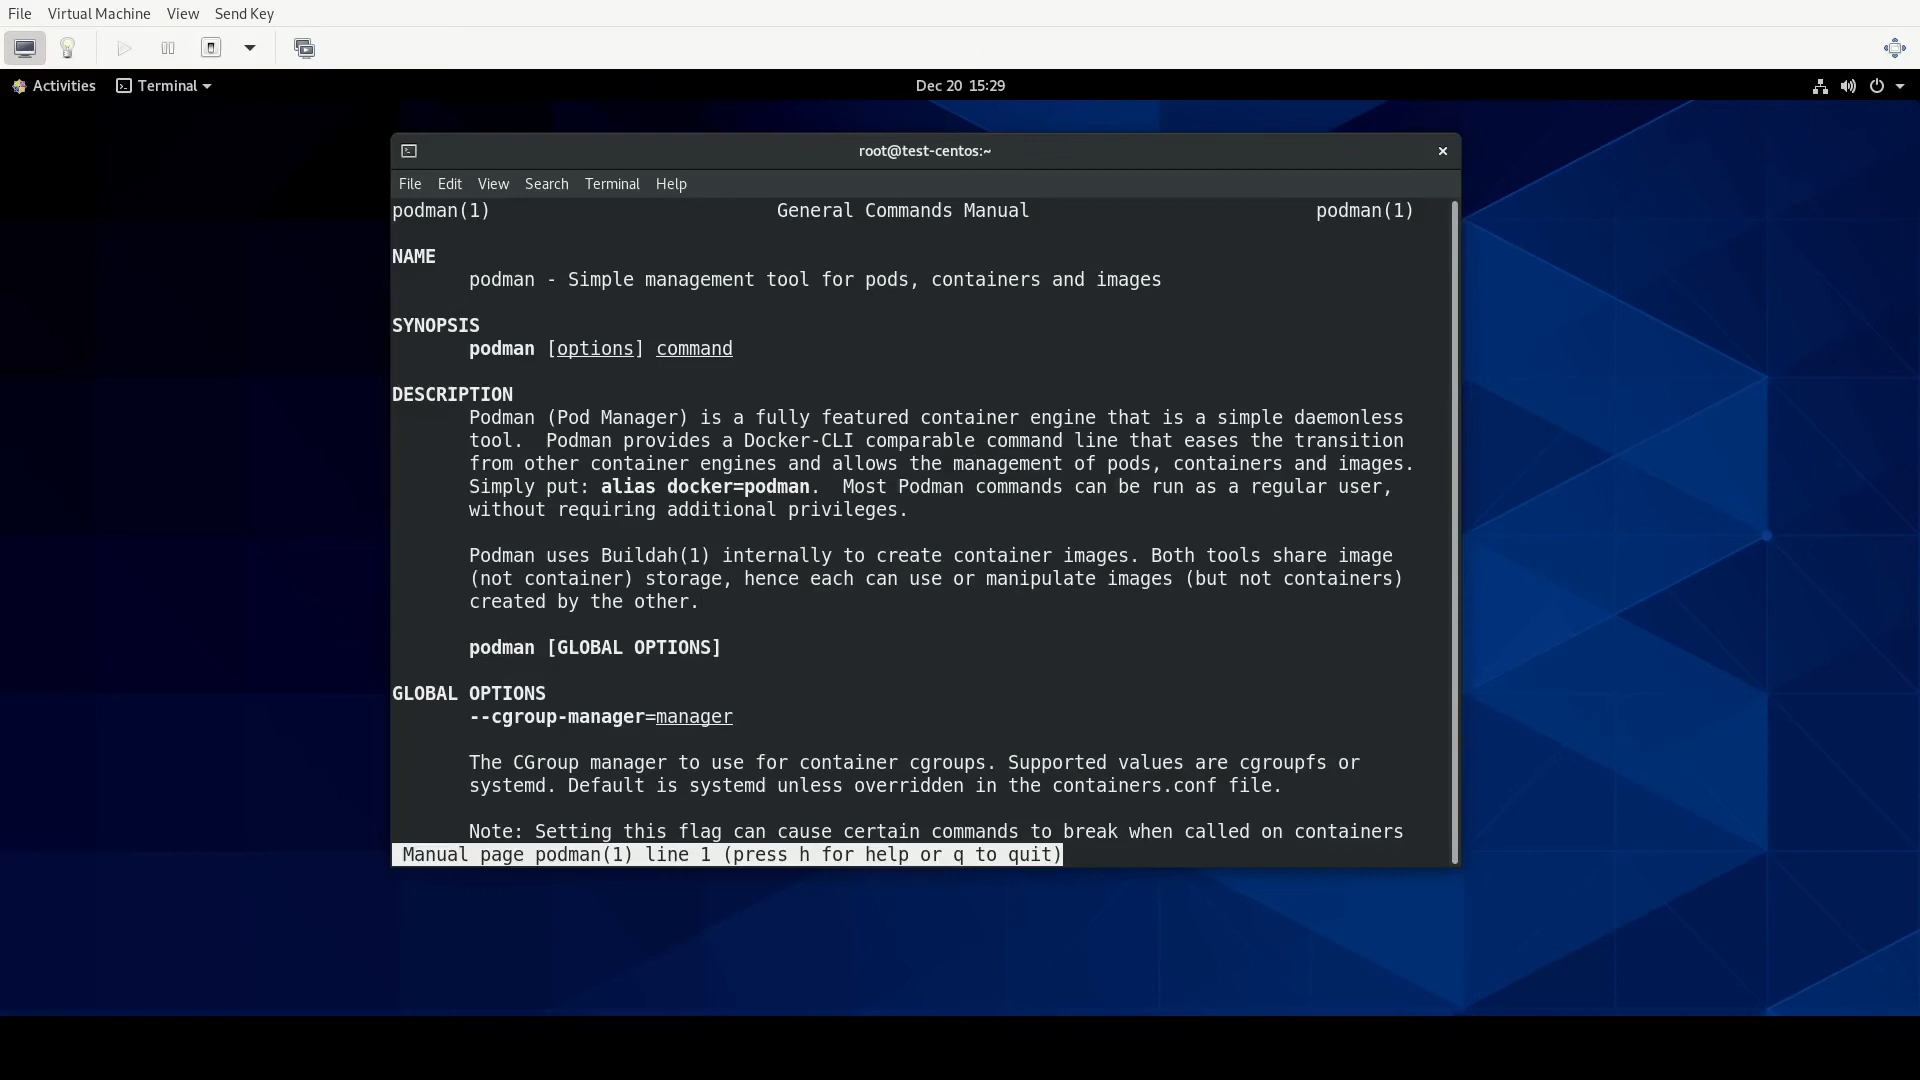 File Virtual Machine View Send Key
Activities Terminal Dec 20 15:29
root@test-centos:~
File Edit View Search Terminal Help
podman(1) General Commands Manual podman(1)
NAME
podman - Simple management tool for pods, containers and images
SYNOPSIS
podman [options] command
DESCRIPTION
Podman (Pod Manager) is a fully featured container engine that is a simple daemonless
tool. Podman provides a Docker-CLI comparable command line that eases the transition
from other container engines and allows the management of pods, containers and images.
Simply put: alias docker=podman. Most Podman commands can be run as a regular user,
without requiring additional privileges.
Podman uses Buildah(1) internally to create container images. Both tools share image
(not container) storage, hence each can use or manipulate images (but not containers)
created by the other.
podman [GLOBAL OPTIONS]
GLOBAL OPTIONS
--cgroup-manager=manager
The CGroup manager to use for container cgroups. Supported values are cgroupfs or
systemd. Default is systemd unless overridden in the containers.conf file.
Note: Setting this flag can cause certain commands to break when called on containers
Manual page podman(1) line 1 (press h for help or q to quit)